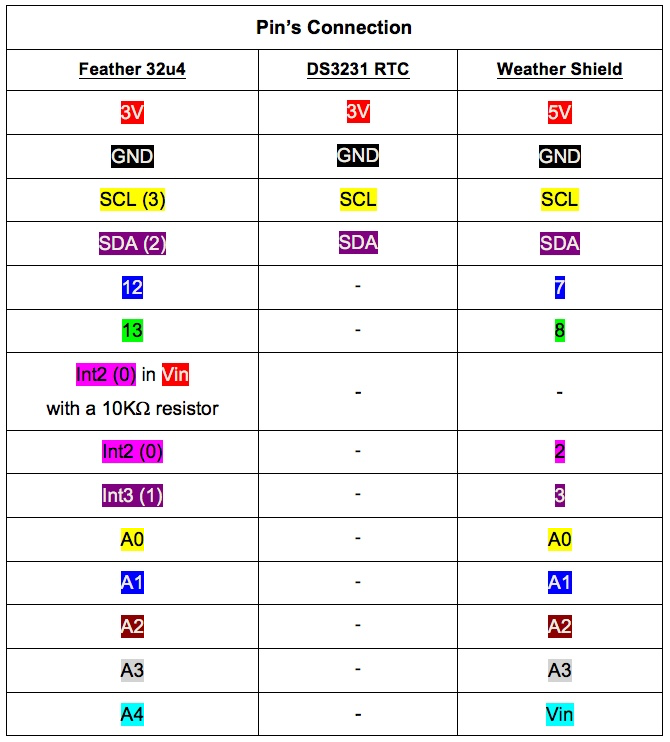 Pin’s Connection
Feather 32u4 DS3231 RTC Weather Shield
3V 3V 5V
GND GND GND
SCL (3) SCL SCL
SDA (2) SDA SDA
12 - 7
13 - 8
Int2 (0) in Vin
with a 10KΩ resistor - -
Int2 (0) - 2
Int3 (1) - 3
A0 - A0
A1 - A1
A2 - A2
A3 - A3
A4 - Vin